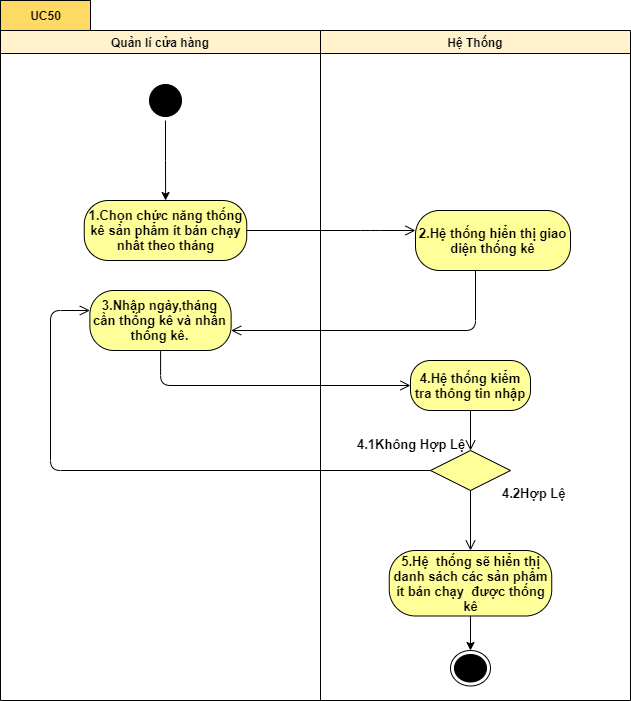 UC50
Quản lí cửa hàng
Hệ Thống
1.Chọn chức năng thống
kê sản phẩm ít bán chạy
nhất theo tháng
2.Hệ thống hiển thị giao
diện thống kê
3.Nhập ngày,tháng
cần thống kê và nhấn
thống kê.
4.Hệ thống kiểm
tra thông tin nhập
4.1Không Hợp Lệ
4.2Hợp Lệ
5.Hệ  thống sẽ hiển thị
danh sách các sản phẩm
ít bán chạy  được thống
kê